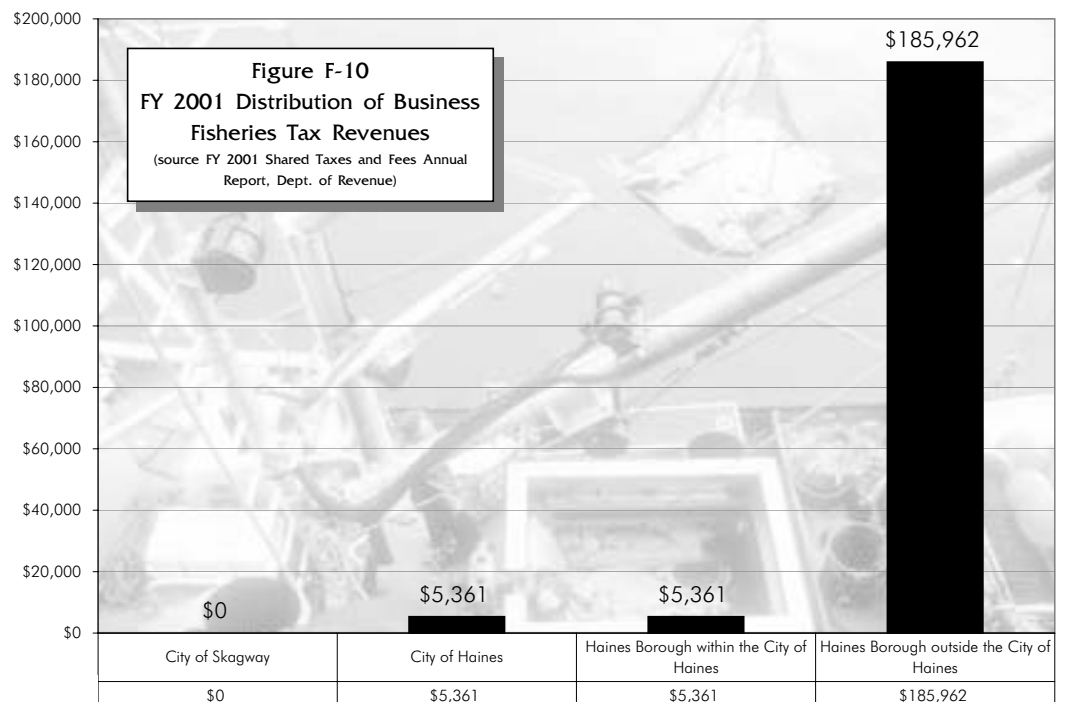 $200,000
$180,000
$160,000
$140,000
$120,000
$100,000
$80,000
$60,000
$40,000
$20,000
$0
Figure F-10
FY 2001 Distribution of Business
Fisheries Tax Revenues
(source FY 2001 Shared Taxes and Fees Annual
Report, Dept. of Revenue)
$0
$5,361
$5,361
$185,962
City of Skagway
City of Haines
Haines Borough within the City of
Haines
Haines Borough outside the City of
Haines
$0
$5,361
$5,361
$185,962